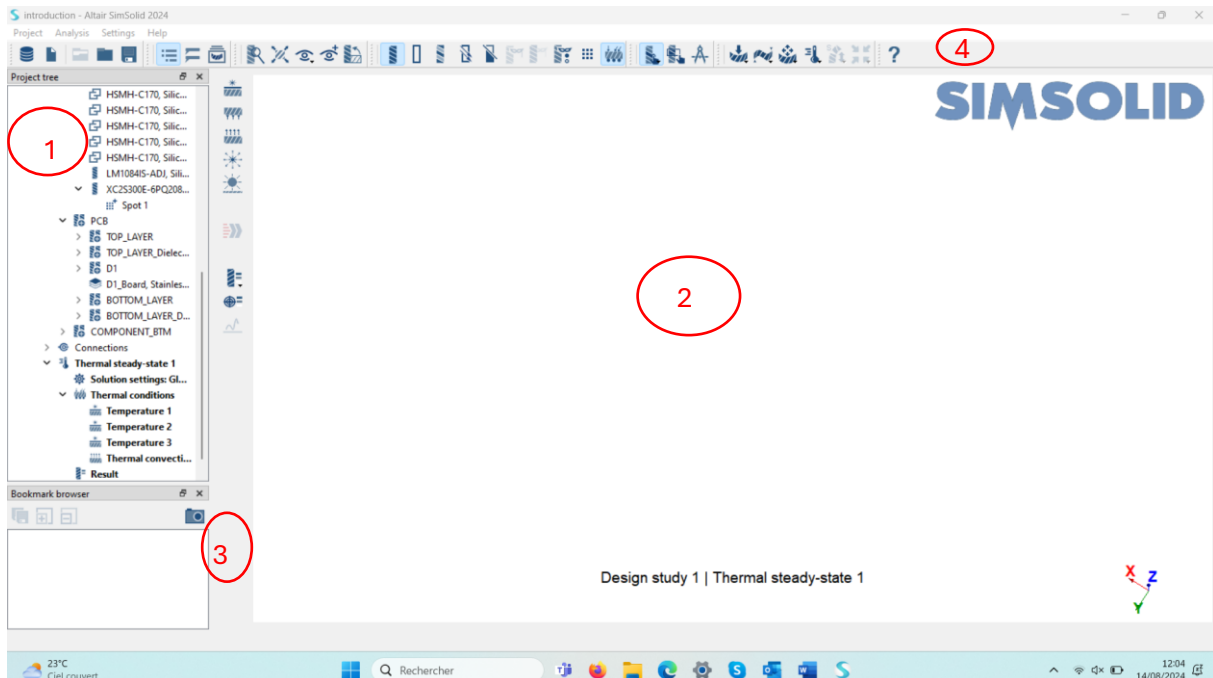 introduction - Altair SimSolid 2024
Project Analysis Settings Help
4
Project tree
HSMH-C170, Silic...
HSMH-C170, Silic...
HSMH-C170, Silic...
HSMH-C170, Silic...
HSMH-C170, Silic...
LM1084IS-ADJ, Sili...
XC2S300E-6PQ208...
Spot 1
PCB
TOP_LAYER
TOP_LAYER_Dielec...
D1
D1_Board, Stainles...
BOTTOM_LAYER
BOTTOM_LAYER_D...
COMPONENT_BTM
Connections
Thermal steady-state 1
Solution settings: Gl...
Thermal conditions
Temperature 1
Temperature 2
Temperature 3
Thermal convecti...
Result
1
SIMSOLID
2
Bookmark browser
3
Design study 1 | Thermal steady-state 1
X
Z
Y
23°C
Ciel couvert
Rechercher
12:04
14/08/2024